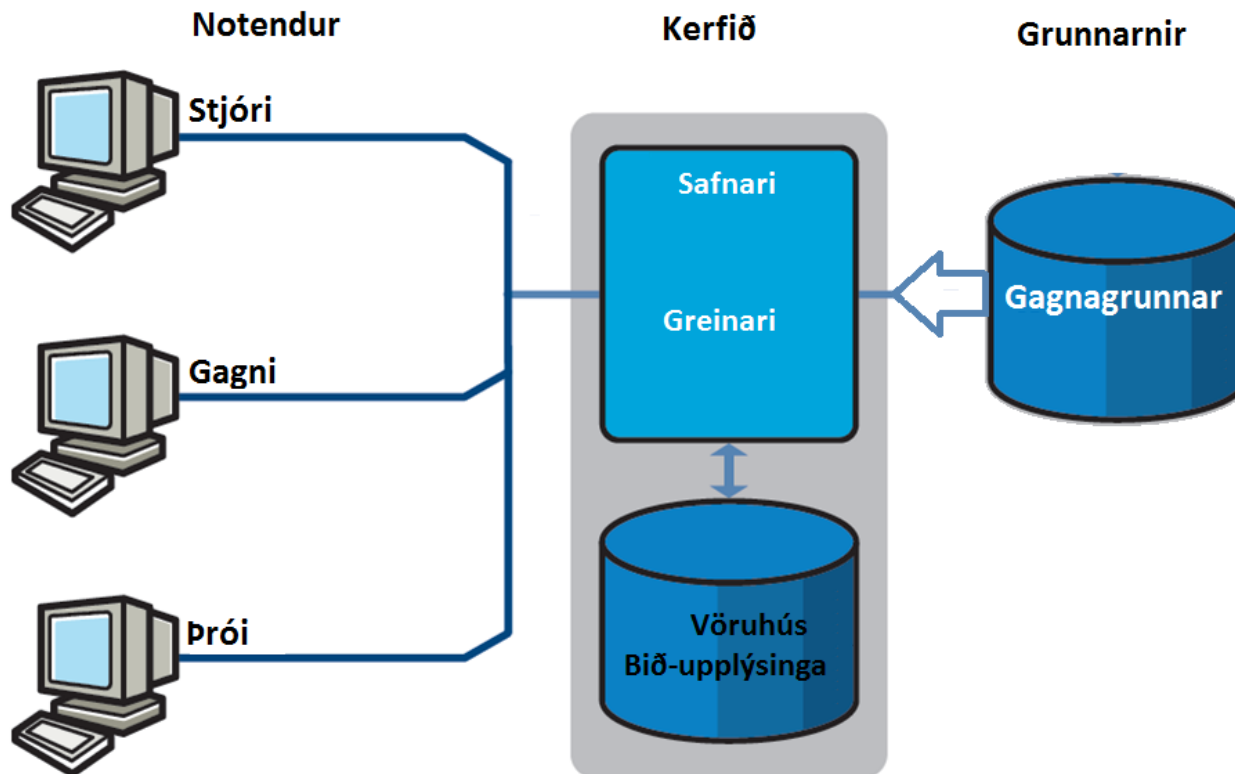 Notendur
Kerfið
Grunnarnir
Stjóri
Safnari
Gagnagrunnar
Greinari
Gagni
Þrói
Vöruhús
Bið-upplýsinga